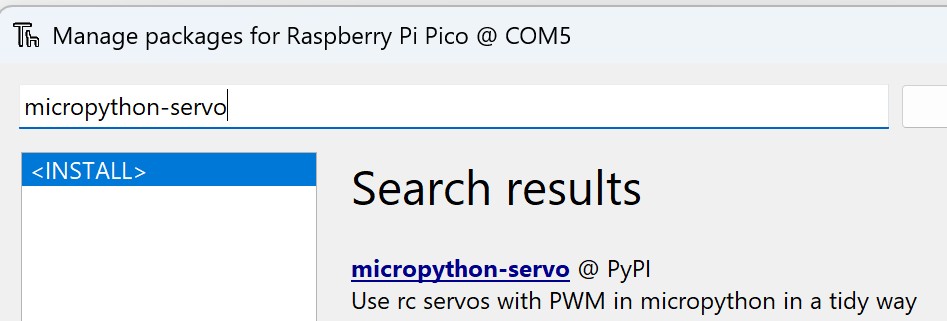 Manage packages for Raspberry Pi Pico @ COM5
micropython-servo
<INSTALL>
Search results
micropython-servo @ PyPI
Use rc servos with PWM in micropython in a tidy way